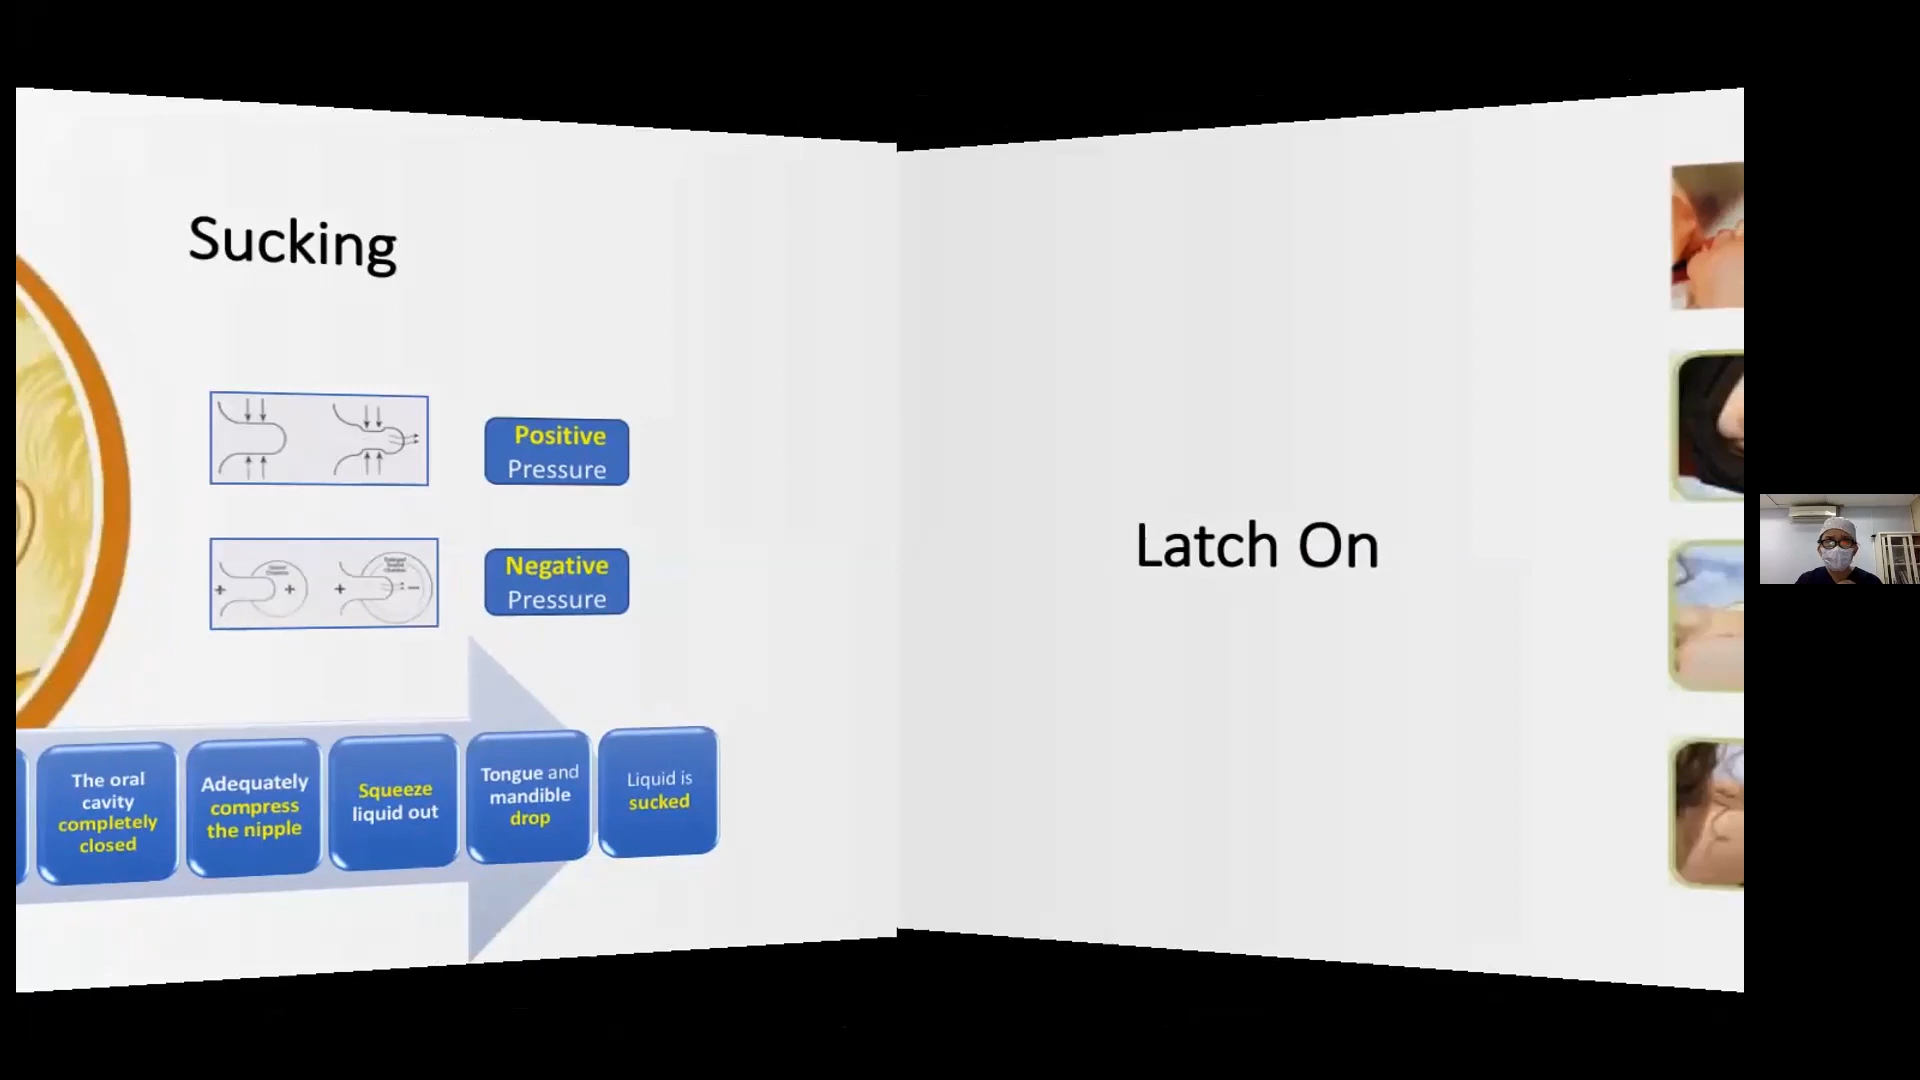 Sucking
Positive
Pressure
Negative
Pressure
The oral
cavity
completely
closed
Adequately
compress
the nipple
Squeeze
liquid out
Tongue and
mandible
drop
Liquid is
sucked
Latch On